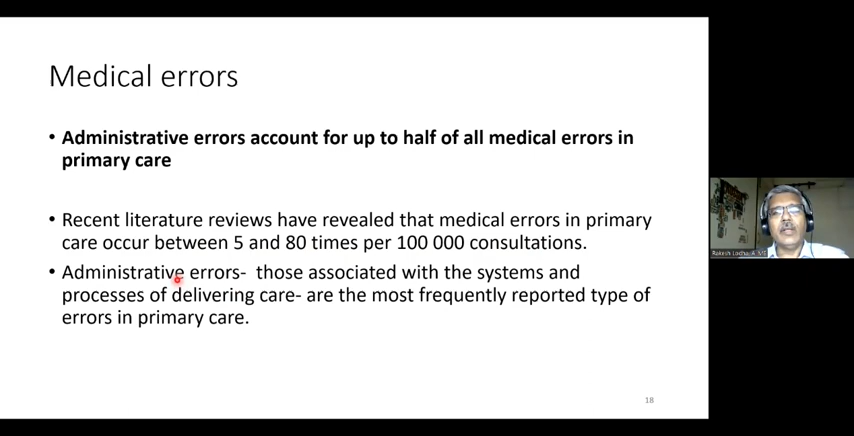 Medical errors
• Administrative errors account for up to half of all medical errors in
primary care
• Recent literature reviews have revealed that medical errors in primary
care occur between 5 and 80 times per 100 000 consultations.
• Administrative errors-  those associated with the systems and
processes of delivering care- are the most frequently reported type of
errors in primary care.
18
Rakesh Lodha,